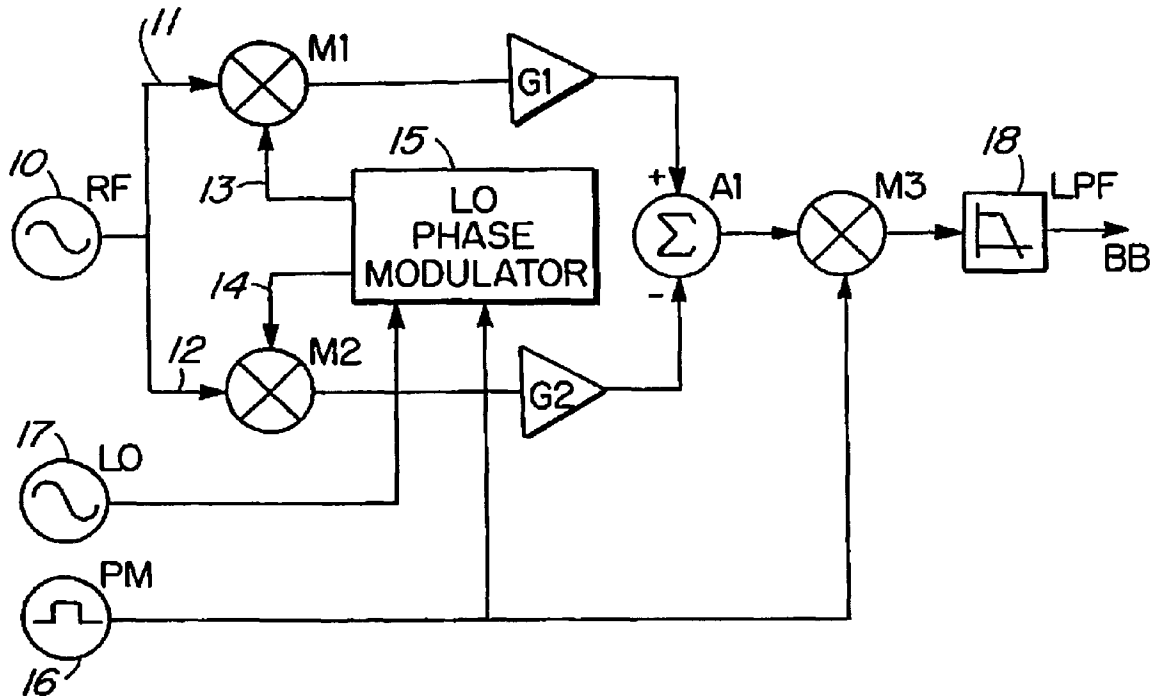 11
M1
G1
10
RF
13
15
LO
PHASE
MODULATOR
+
A1
Σ
-
M3
18
LPF
BB
14
12
M2
G2
17
LO
PM
16